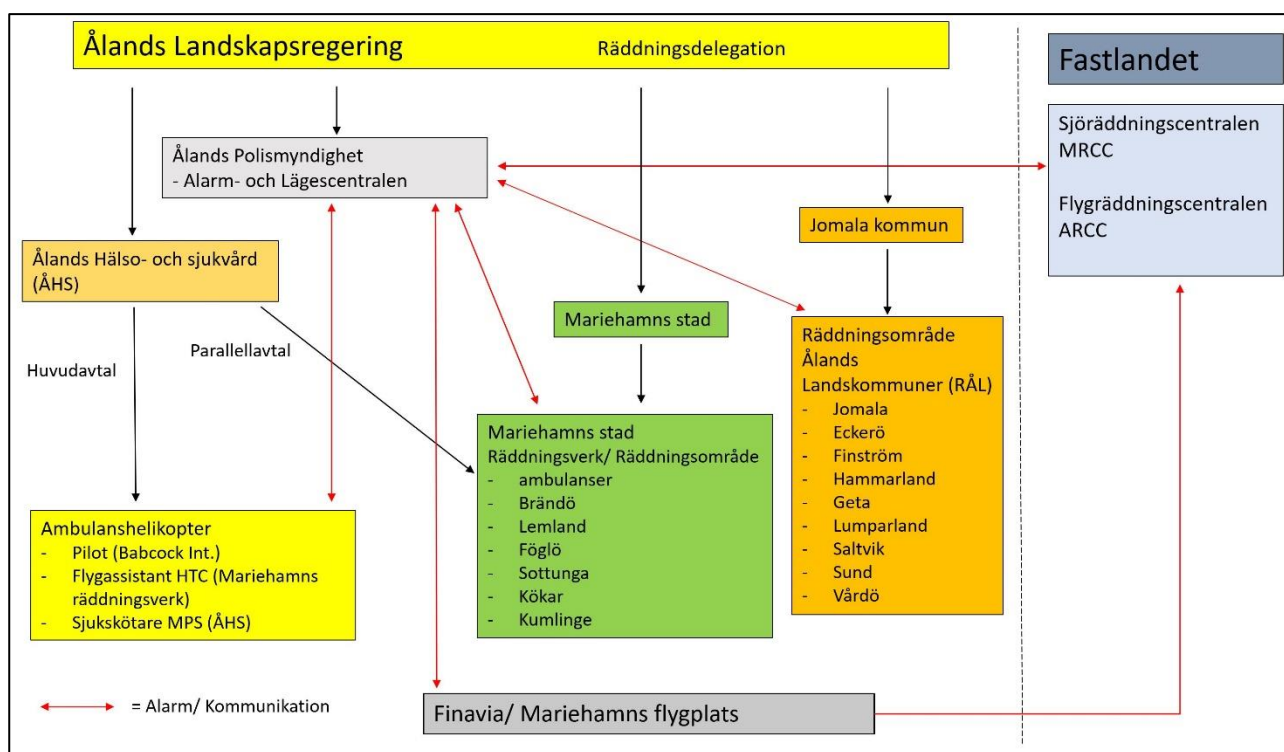 Ålands Landskapsregering
Räddningsdelegation
Fastlandet
Sjöräddningscentralen
MRCC
Flygräddningscentralen
ARCC
Ålands Polismyndighet
- Alarm- och Lägescentralen
Jomala kommun
Ålands Hälso- och sjukvård
(ÅHS)
Mariehamns stad
Huvudavtal
Parallellavtal
Räddningsområde
Ålands
Landskommuner (RÅL)
- Jomala
- Eckerö
- Finström
- Hammarland
- Geta
- Lumparland
- Saltvik
- Sund
- Vårdö
Mariehamns stad
Räddningsverk/ Räddningsområde
- ambulanser
- Brändö
- Lemland
- Föglö
- Sottunga
- Kökar
- Kumlinge
Ambulanshelikopter
- Pilot (Babcock Int.)
- Flygassistant HTC (Mariehamns
räddningsverk)
- Sjukskötare MPS (ÅHS)
= Alarm/ Kommunikation
Finavia/ Mariehamns flygplats